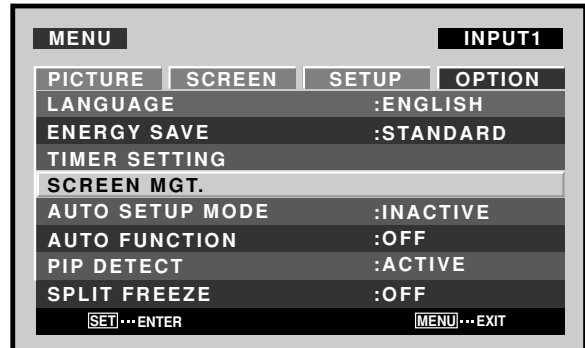 MENU INPUT1
PICTURE SCREEN SETUP OPTION
LANGUAGE :ENGLISH
ENERGY SAVE :STANDARD
TIMER SETTING
SCREEN MGT.
AUTO SETUP MODE :INACTIVE
AUTO FUNCTION :OFF
PIP DETECT :ACTIVE
SPLIT FREEZE :OFF
SET···ENTER MENU···EXIT